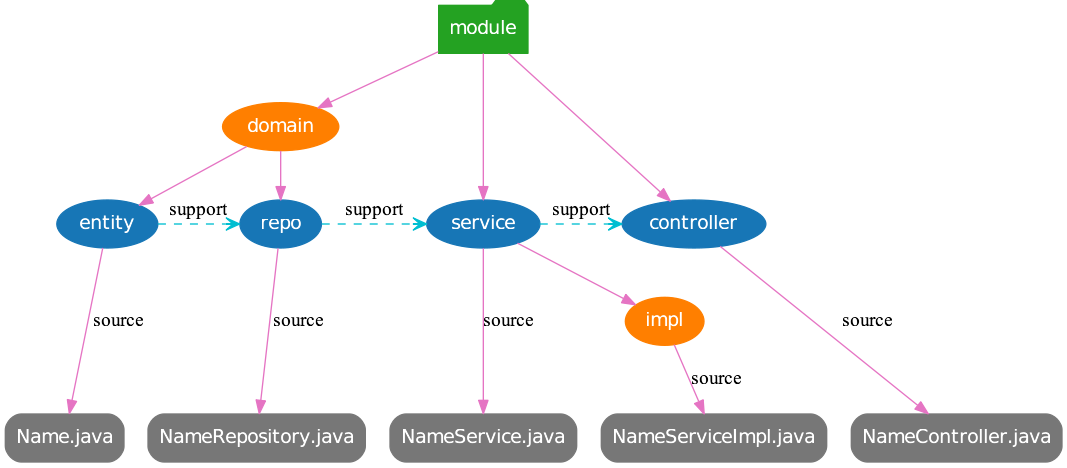 module
domain
entity
support
repo
support
service
support
controller
source
source
source
impl
source
source
Name.java
NameRepository.java
NameService.java
NameServiceImpl.java
NameController.java